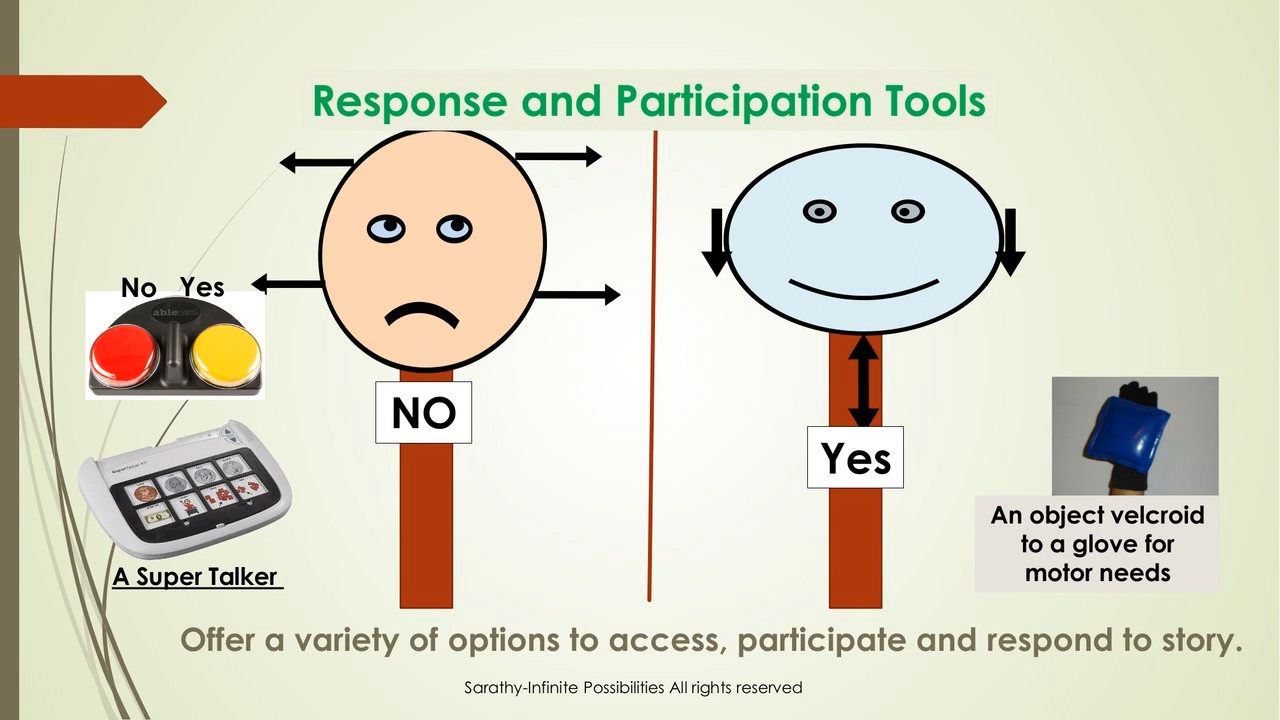 Response and Participation Tools
No Yes
NO
Yes
A Super Talker
An object velcroid
to a glove for
motor needs
Offer a variety of options to access, participate and respond to story.
Sarathy-Infinite Possibilities All rights reserved